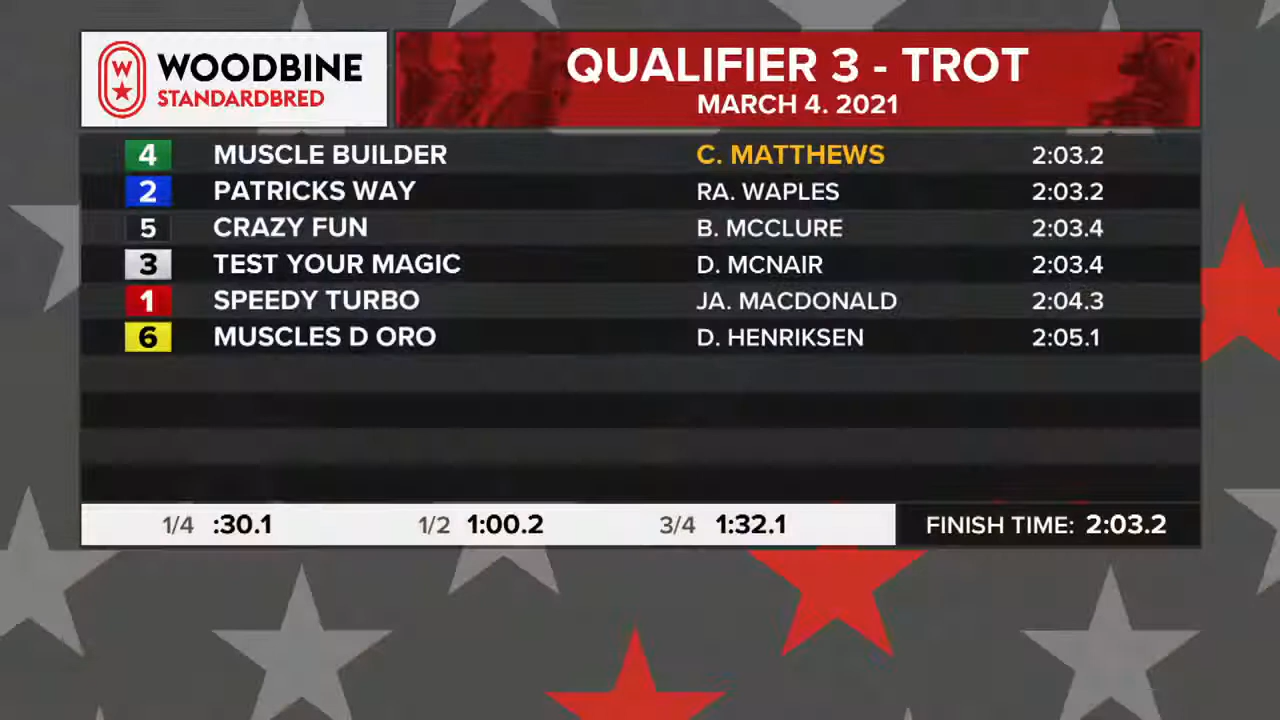 W
WOODBINE
STANDARDBRED
QUALIFIER 3 - TROT
MARCH 4. 2021
4 MUSCLE BUILDER C. MATTHEWS 2:03.2
2 PATRICKS WAY RA. WAPLES 2:03.2
5 CRAZY FUN B. MCCLURE 2:03.4
3 TEST YOUR MAGIC D. MCNAIR 2:03.4
1 SPEEDY TURBO JA. MACDONALD 2:04.3
6 MUSCLES D ORO D. HENRIKSEN 2:05.1
1/4 :30.1 1/2 1:00.2 3/4 1:32.1 FINISH TIME: 2:03.2